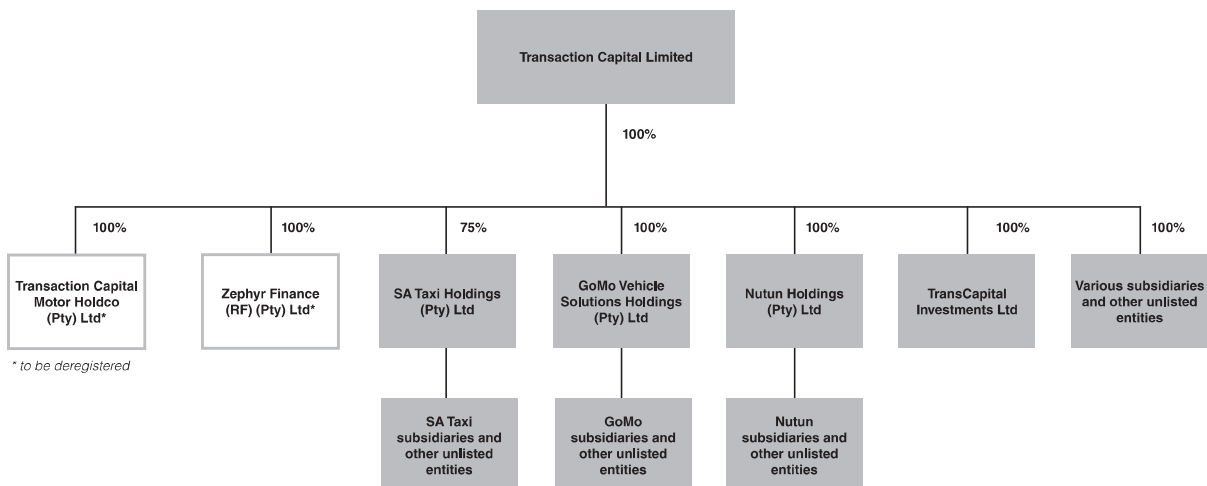 Transaction Capital Limited
100%
100%
100%
75%
100%
100%
100%
100%
Transaction Capital
Motor Holdco
(Pty) Ltd*
Zephyr Finance
(RF) (Pty) Ltd*
SA Taxi Holdings
(Pty) Ltd
GoMo Vehicle
Solutions Holdings
(Pty) Ltd
Nutun Holdings
(Pty) Ltd
TransCapital
Investments Ltd
Various subsidiaries
and other unlisted
entities
* to be deregistered
SA Taxi
subsidiaries and
other unlisted
entities
GoMo
subsidiaries and
other unlisted
entities
Nutun
subsidiaries and
other unlisted
entities